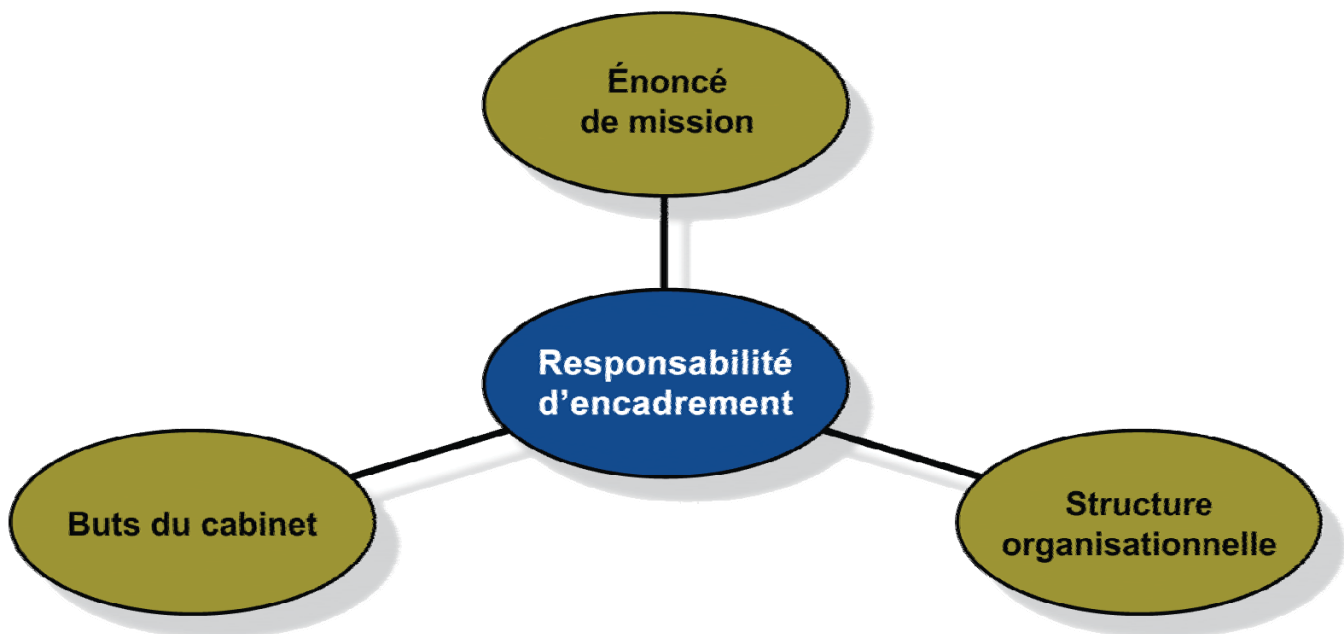 Énoncé
de mission
Responsabilité
d’encadrement
Buts du cabinet
Structure
organisationnelle